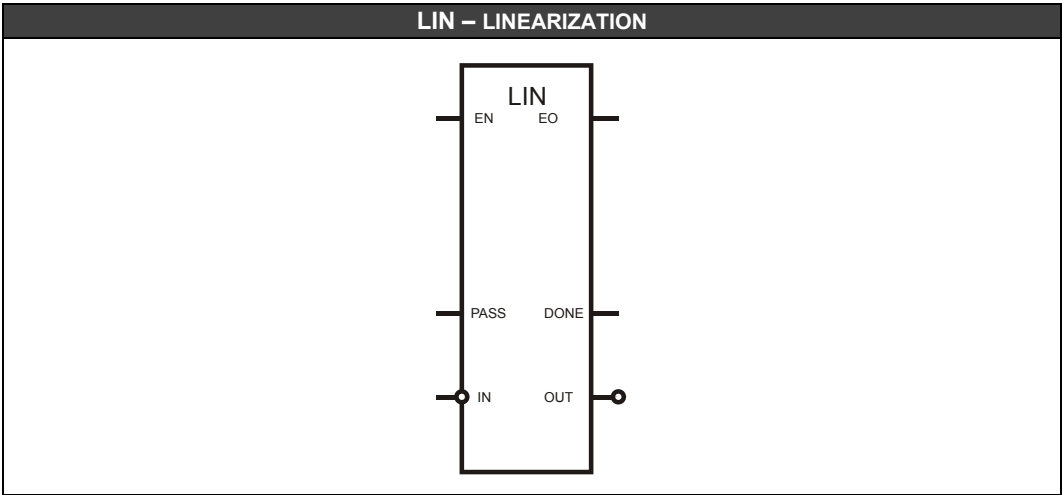 LIN – LINEARIZATION
LIN
EN EO
PASS DONE
IN OUT